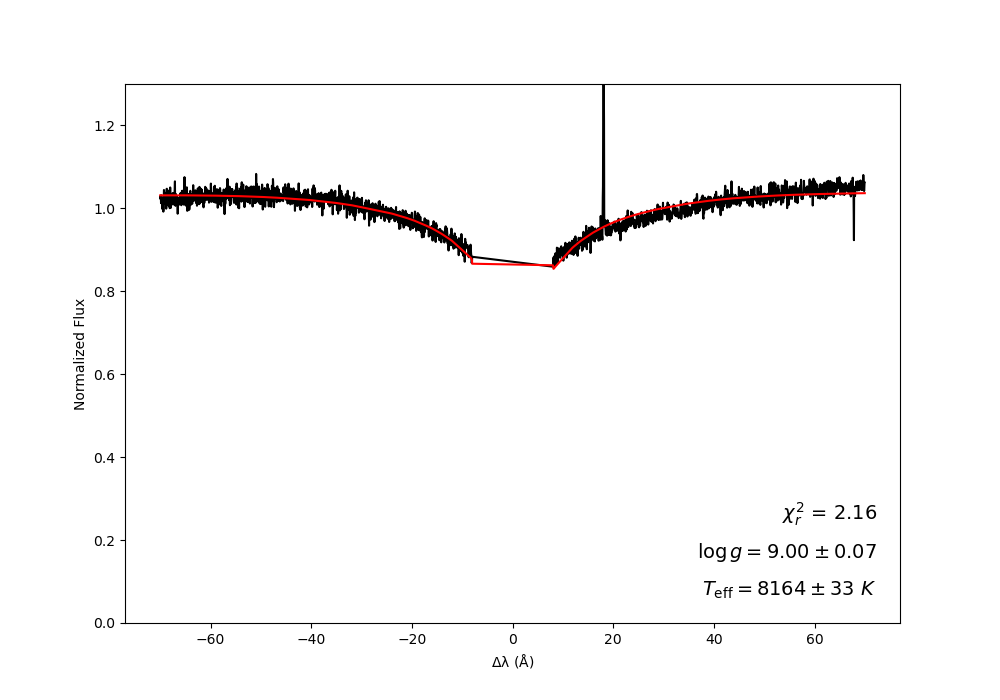 1.2
1.0
0.8
0.6
0.4
0.2
0.0
Normalized Flux
χ²ᵣ = 2.16
log g = 9.00 ± 0.07
T_eff = 8164 ± 33 K
−60 −40 −20 0 20 40 60
Δλ (Å)